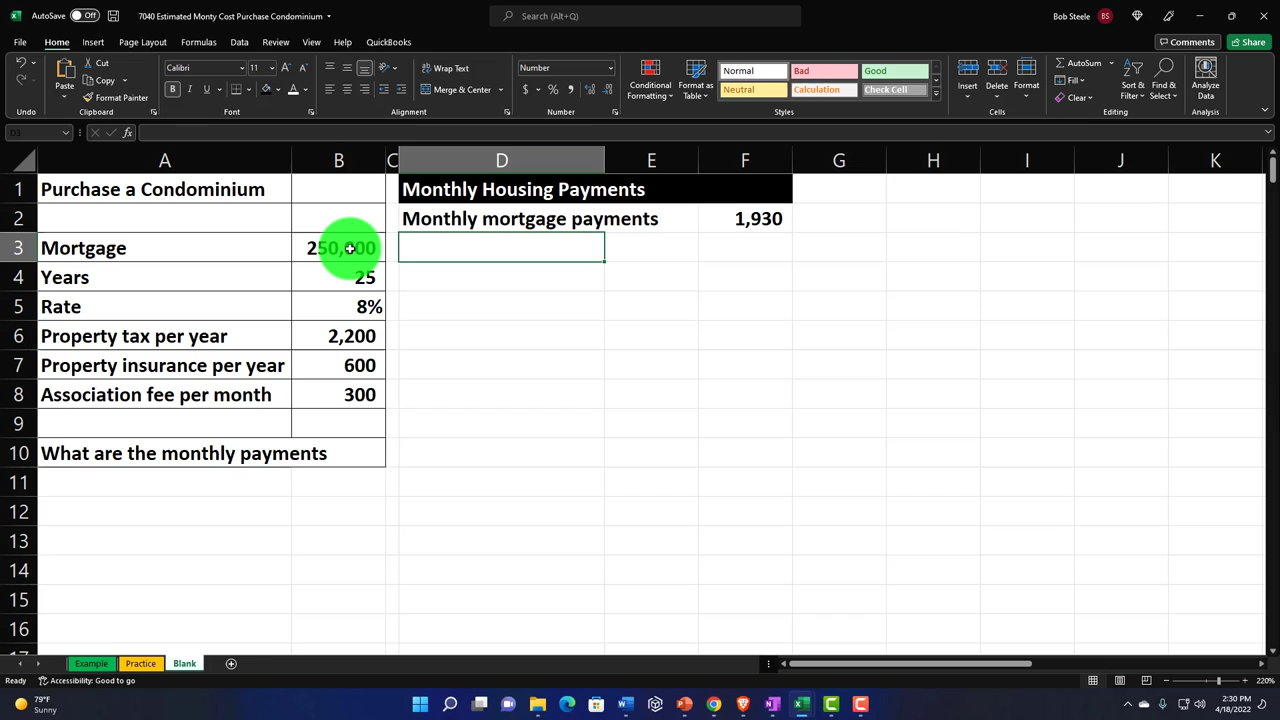 AutoSave Off
7040 Estimated Monty Cost Purchase Condominium
Search (Alt+Q)
Bob Steele BS
File Home Insert Page Layout Formulas Data Review View Help QuickBooks
Comments Share
Paste
Cut
Copy
Format Painter
Calibri 11
B I U
Wrap Text
Merge & Center
Number
$ % 9
Conditional Formatting
Format as Table
Normal Bad Good
Neutral Calculation Check Cell
Insert Delete Format
AutoSum
Fill
Clear
Sort & Filter
Find & Select
Analyze Data
Undo Clipboard Font Alignment Number Styles Cells Editing Analysis
D3 fx
A B C D E F G H I J K
1 Purchase a Condominium Monthly Housing Payments
2 Monthly mortgage payments 1,930
3 Mortgage 250,000
4 Years 25
5 Rate 8%
6 Property tax per year 2,200
7 Property insurance per year 600
8 Association fee per month 300
9
10 What are the monthly payments
11
12
13
14
15
16
Example Practice Blank
Ready Accessibility: Good to go 220%
79°F
Sunny
2:30 PM
4/18/2022